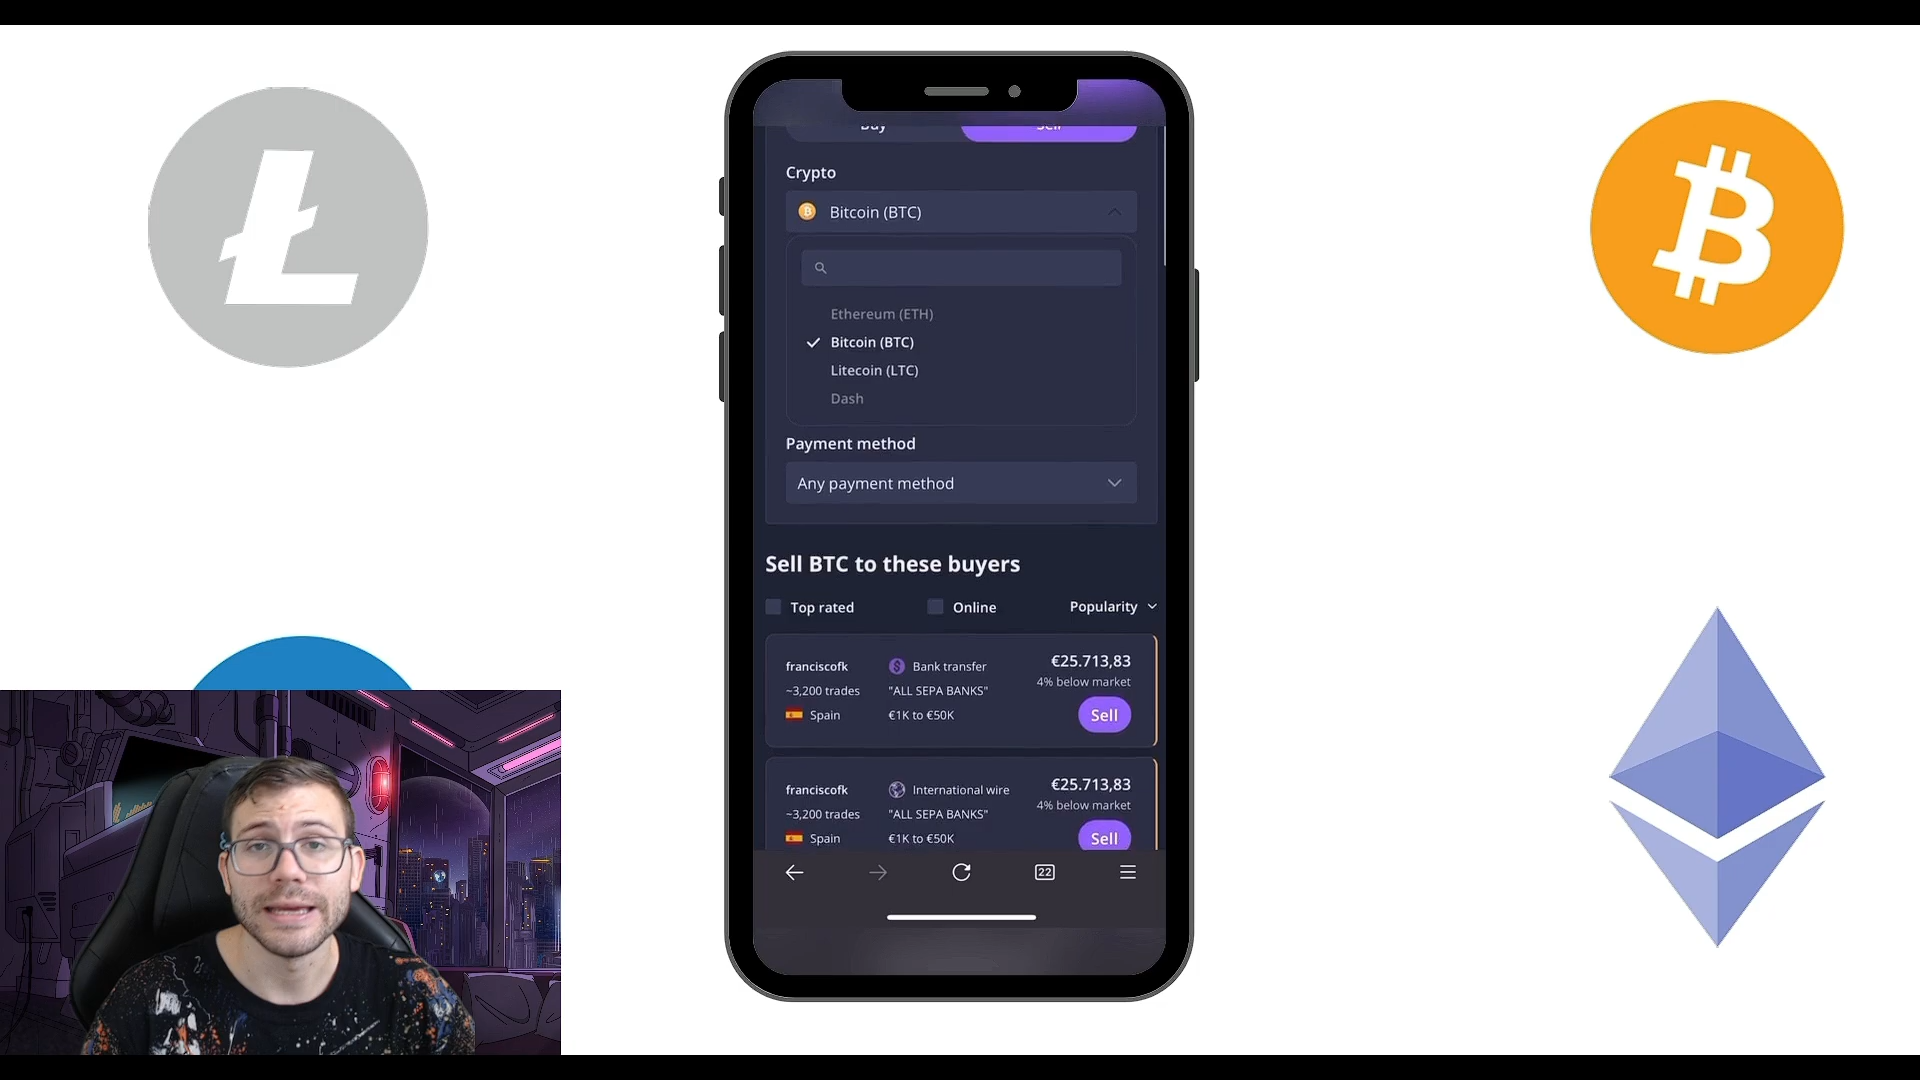 Buy
Sell
Crypto
Bitcoin (BTC)
Ethereum (ETH)
Bitcoin (BTC)
Litecoin (LTC)
Dash
Payment method
Any payment method
Sell BTC to these buyers
Top rated
Online
Popularity
franciscofk
Bank transfer
€25.713,83
~3,200 trades
"ALL SEPA BANKS"
4% below market
Spain
€1K to €50K
Sell
franciscofk
International wire
€25.713,83
~3,200 trades
"ALL SEPA BANKS"
4% below market
Spain
€1K to €50K
Sell
22